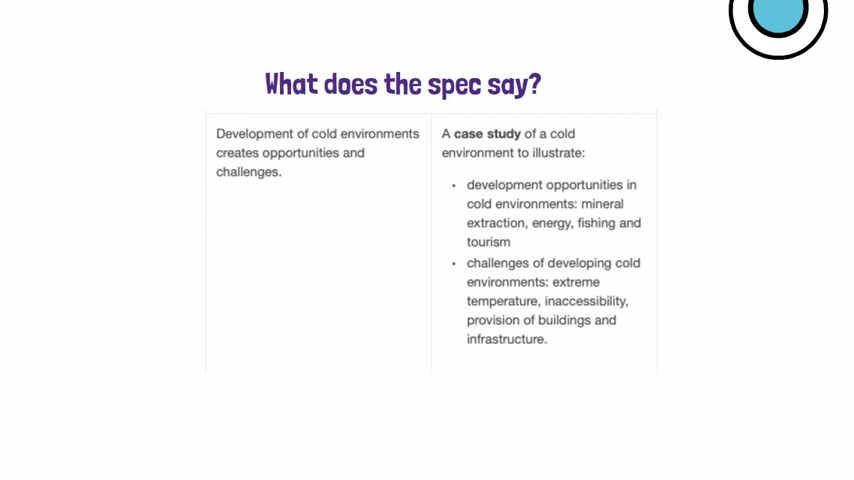 What does the spec say?
Development of cold environments
creates opportunities and
challenges.
A case study of a cold
environment to illustrate:
• development opportunities in
cold environments: mineral
extraction, energy, fishing and
tourism
• challenges of developing cold
environments: extreme
temperature, inaccessibility,
provision of buildings and
infrastructure.